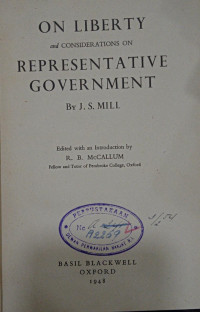 ON LIBERTY
and CONSIDERATIONS ON
REPRESENTATIVE
GOVERNMENT
BY J. S. MILL
Edited with an Introduction by
R. B. McCALLUM
Fellow and Tutor of Pembroke College, Oxford
PERPUSTAKAAN
BASIL BLACKWELL
OXFORD
1948